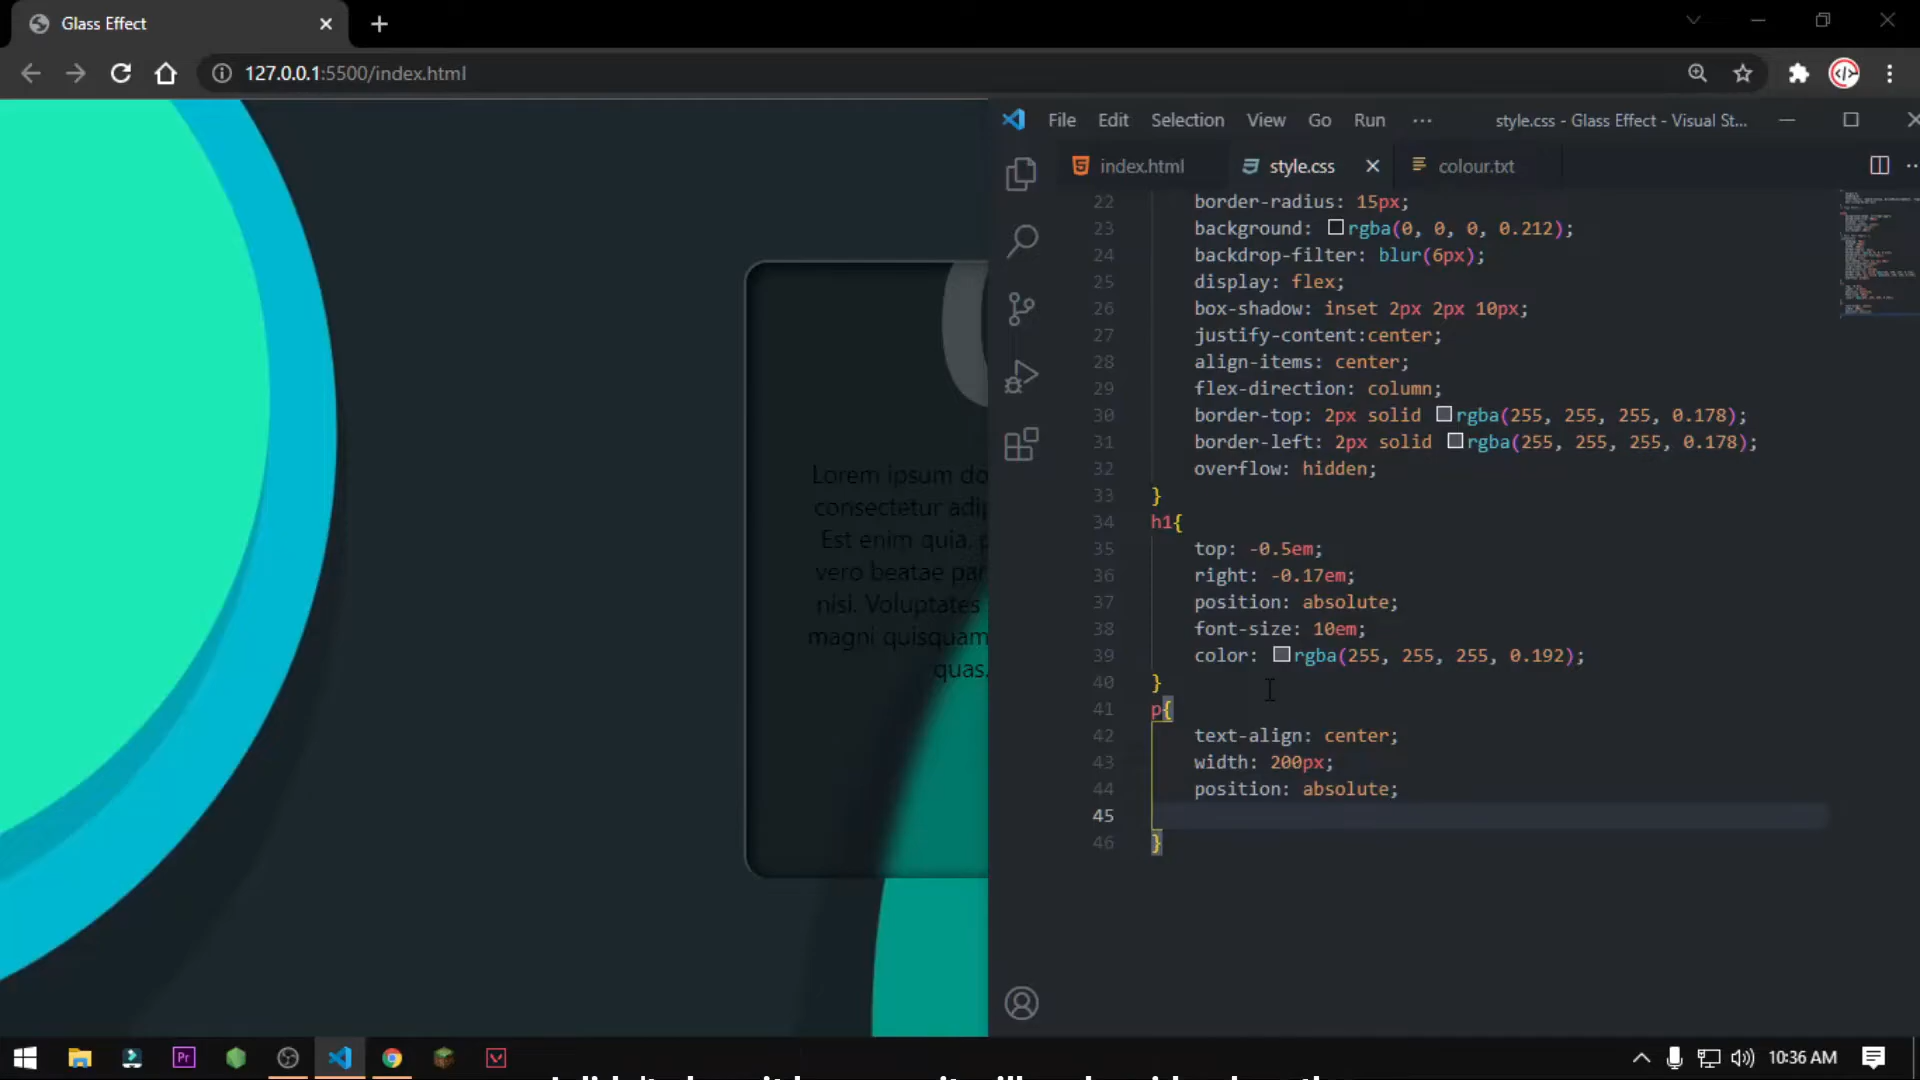 Glass Effect
127.0.0.1:5500/index.html
File Edit Selection View Go Run ··· style.css - Glass Effect - Visual St...
index.html style.css colour.txt
22 border-radius: 15px;
23 background: rgba(0, 0, 0, 0.212);
24 backdrop-filter: blur(6px);
25 display: flex;
26 box-shadow: inset 2px 2px 10px;
27 justify-content:center;
28 align-items: center;
29 flex-direction: column;
30 border-top: 2px solid rgba(255, 255, 255, 0.178);
31 border-left: 2px solid rgba(255, 255, 255, 0.178);
32 overflow: hidden;
33 }
34 h1{
35 top: -0.5em;
36 right: -0.17em;
37 position: absolute;
38 font-size: 10em;
39 color: rgba(255, 255, 255, 0.192);
40 }
41 p{
42 text-align: center;
43 width: 200px;
44 position: absolute;
45
46 }
Lorem ipsum do
consectetur adip
Est enim quia, p
vero beatae par
nisi. Voluptates
magni quisquam
quas.
Pr
10:36 AM